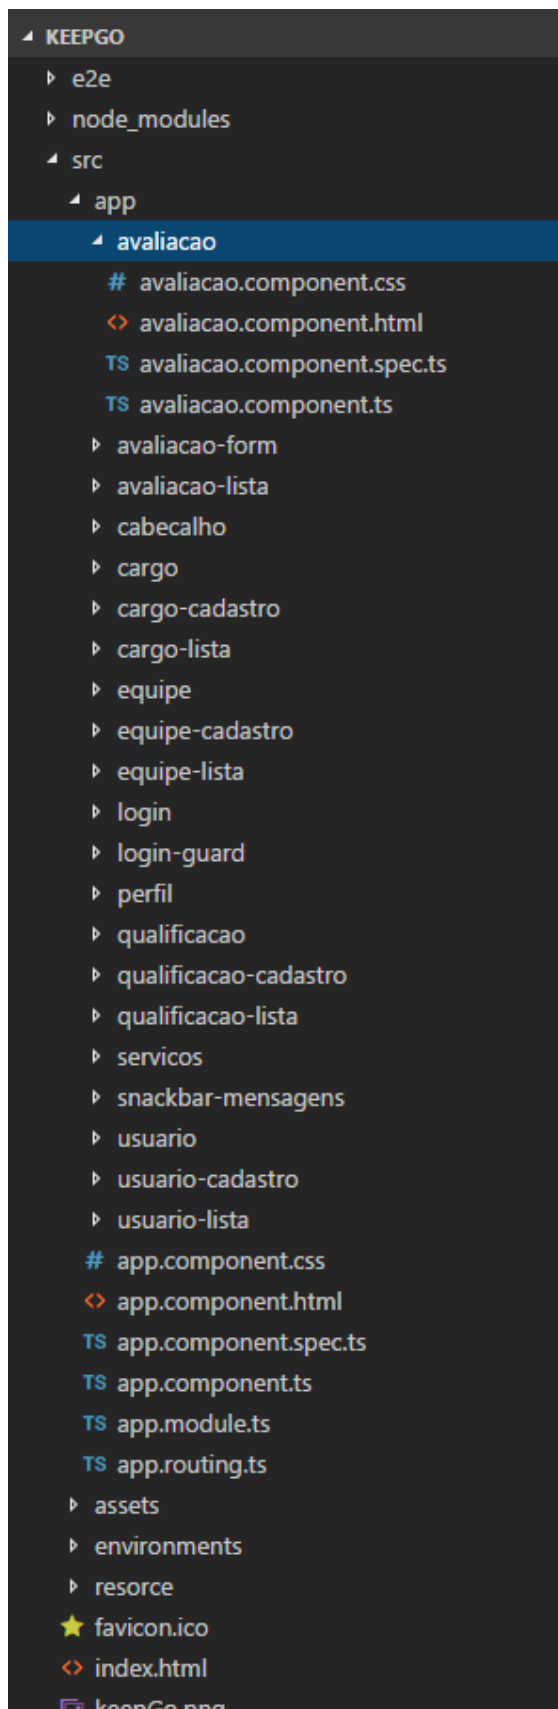 KEEPGO
e2e
node_modules
src
app
avaliacao
# avaliacao.component.css
<> avaliacao.component.html
TS avaliacao.component.spec.ts
TS avaliacao.component.ts
avaliacao-form
avaliacao-lista
cabecalho
cargo
cargo-cadastro
cargo-lista
equipe
equipe-cadastro
equipe-lista
login
login-guard
perfil
qualificacao
qualificacao-cadastro
qualificacao-lista
servicos
snackbar-mensagens
usuario
usuario-cadastro
usuario-lista
# app.component.css
<> app.component.html
TS app.component.spec.ts
TS app.component.ts
TS app.module.ts
TS app.routing.ts
assets
environments
resorce
favicon.ico
<> index.html
keepGo.png